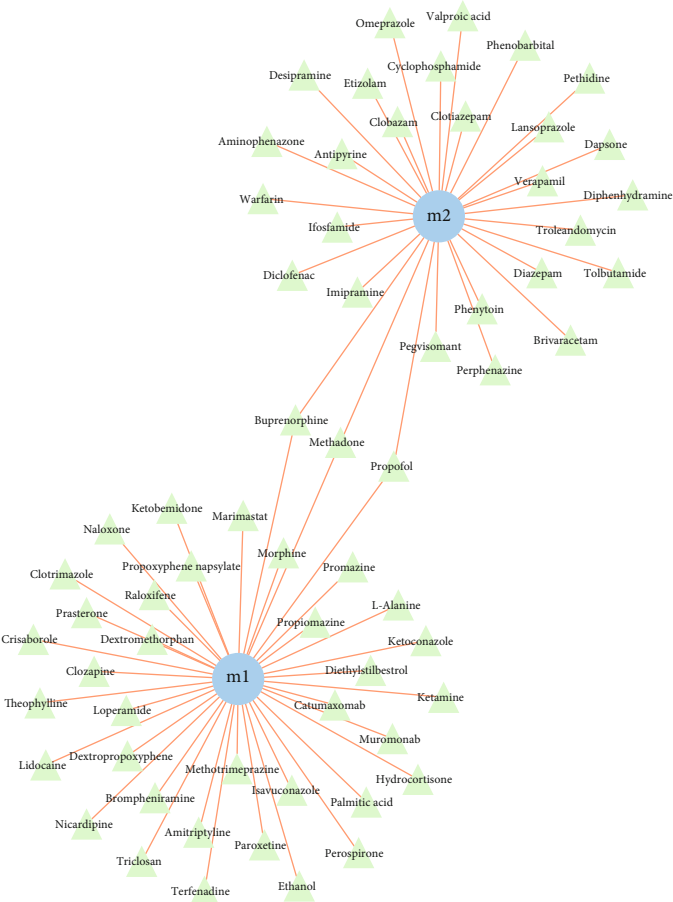 Valproic acid
Omeprazole
Phenobarbital
Cyclophosphamide
Desipramine
Etizolam
Pethidine
Clotiazepam
Clobazam
Lansoprazole
Aminophenazone
Dapsone
Antipyrine
Verapamil
Diphenhydramine
Warfarin
m2
Ifosfamide
Troleandomycin
Diclofenac
Diazepam
Tolbutamide
Imipramine
Phenytoin
Brivaracetam
Pegvisomant
Perphenazine
Buprenorphine
Methadone
Propofol
Ketobemidone
Marimastat
Naloxone
Morphine
Propoxyphene napsylate
Promazine
Clotrimazole
Raloxifene
L-Alanine
Prasterone
Propiomazine
Crisaborole
Dextromethorphan
Ketoconazole
Clozapine
Diethylstilbestrol
m1
Ketamine
Theophylline
Loperamide
Catumaxomab
Muromonab
Dextropropoxyphene
Lidocaine
Methotrimeprazine
Hydrocortisone
Isavuconazole
Brompheniramine
Palmitic acid
Nicardipine
Amitriptyline
Paroxetine
Perospirone
Triclosan
Ethanol
Terfenadine